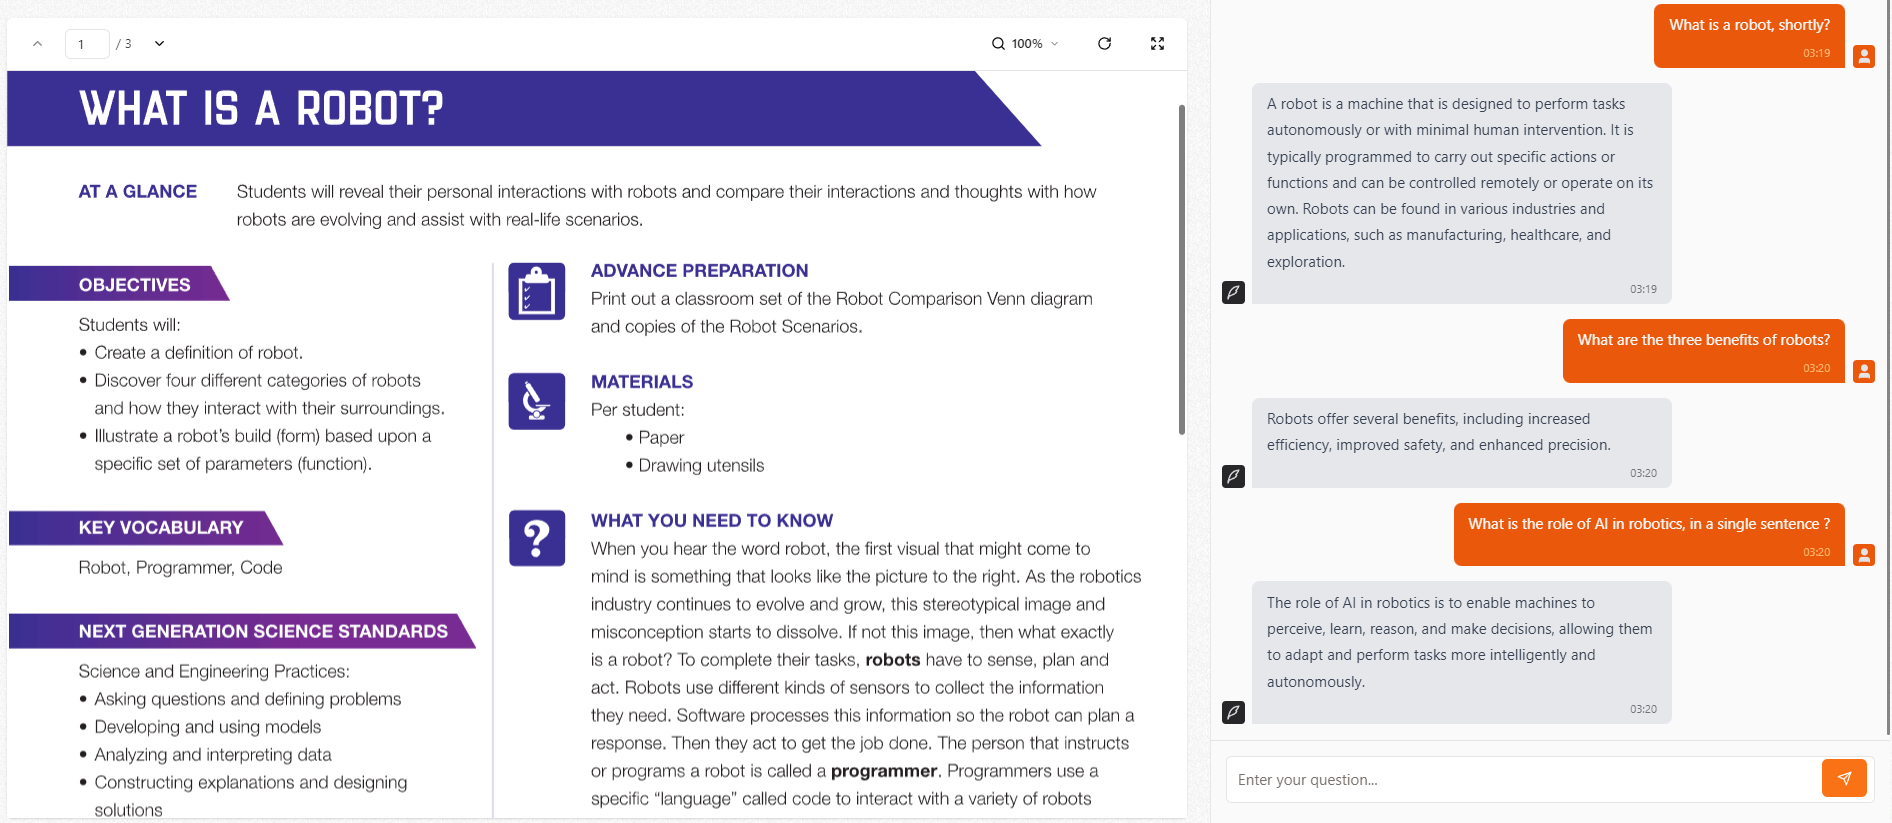 1 / 3
100%
WHAT IS A ROBOT?
AT A GLANCE
Students will reveal their personal interactions with robots and compare their interactions and thoughts with how
robots are evolving and assist with real-life scenarios.
OBJECTIVES
Students will:
• Create a definition of robot.
• Discover four different categories of robots
and how they interact with their surroundings.
• Illustrate a robot's build (form) based upon a
specific set of parameters (function).
KEY VOCABULARY
Robot, Programmer, Code
NEXT GENERATION SCIENCE STANDARDS
Science and Engineering Practices:
• Asking questions and defining problems
• Developing and using models
• Analyzing and interpreting data
• Constructing explanations and designing
solutions
ADVANCE PREPARATION
Print out a classroom set of the Robot Comparison Venn diagram
and copies of the Robot Scenarios.
MATERIALS
Per student:
• Paper
• Drawing utensils
?
WHAT YOU NEED TO KNOW
When you hear the word robot, the first visual that might come to
mind is something that looks like the picture to the right. As the robotics
industry continues to evolve and grow, this stereotypical image and
misconception starts to dissolve. If not this image, then what exactly
is a robot? To complete their tasks, robots have to sense, plan and
act. Robots use different kinds of sensors to collect the information
they need. Software processes this information so the robot can plan a
response. Then they act to get the job done. The person that instructs
or programs a robot is called a programmer. Programmers use a
specific “language” called code to interact with a variety of robots
What is a robot, shortly?
03:19
A robot is a machine that is designed to perform tasks
autonomously or with minimal human intervention. It is
typically programmed to carry out specific actions or
functions and can be controlled remotely or operate on its
own. Robots can be found in various industries and
applications, such as manufacturing, healthcare, and
exploration.
03:19
What are the three benefits of robots?
03:20
Robots offer several benefits, including increased
efficiency, improved safety, and enhanced precision.
03:20
What is the role of AI in robotics, in a single sentence ?
03:20
The role of AI in robotics is to enable machines to
perceive, learn, reason, and make decisions, allowing them
to adapt and perform tasks more intelligently and
autonomously.
03:20
Enter your question...